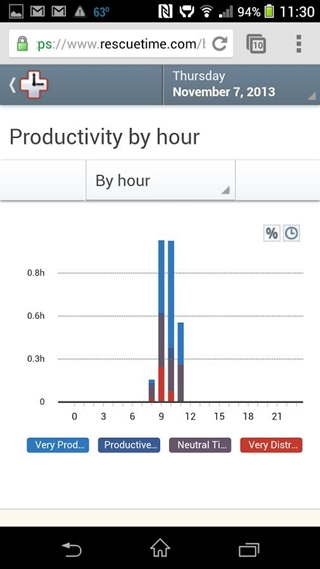 63°
94%
11:30
ps://www.rescuetime.com/
10
Thursday
November 7, 2013
Productivity by hour
By hour
%
0.8h
0.6h
0.3h
0
0 3 6 9 12 15 18 21
Very Prod... Productive... Neutral Ti... Very Distr...